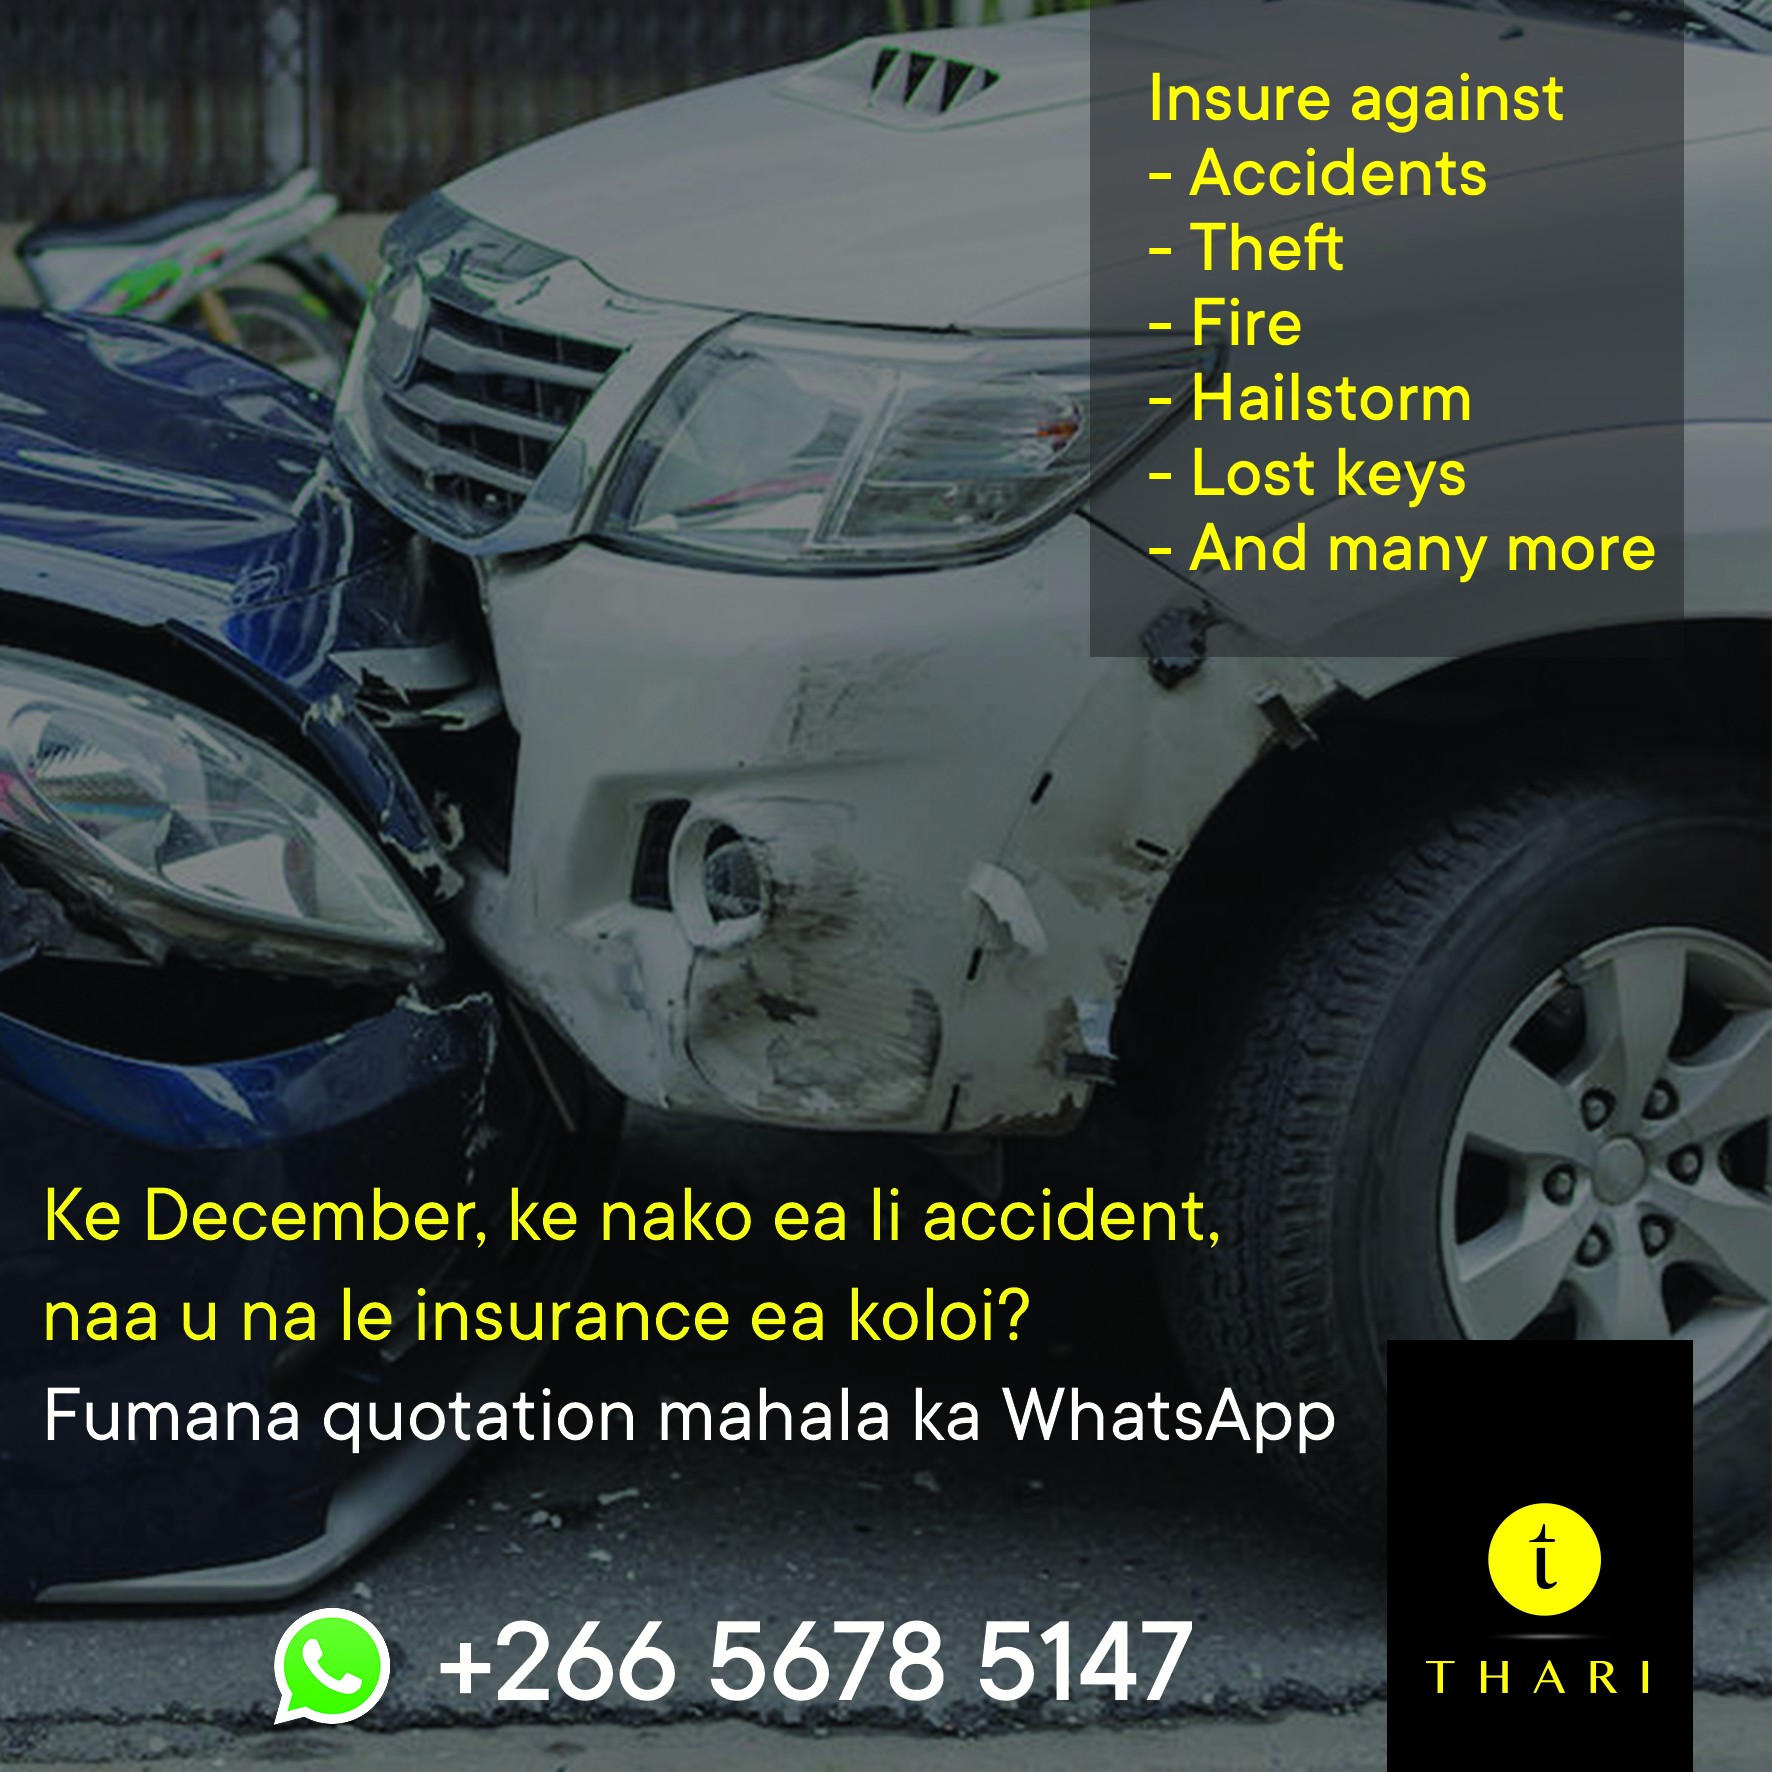 Insure against
- Accidents
- Theft
- Fire
- Hailstorm
- Lost keys
- And many more
Ke December, ke nako ea li accident,
naa u na le insurance ea koloi?
Fumana quotation mahala ka WhatsApp
+266 5678 5147
t
THARI